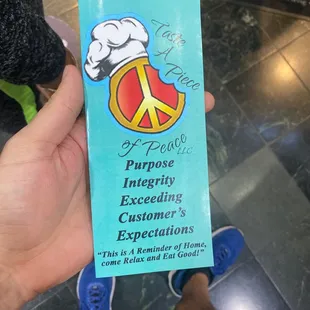 Taste
A Piece
of Peace
LLC
Purpose
Integrity
Exceeding
Customer's
Expectations
"This is A Reminder of Home,
come Relax and Eat Good!"